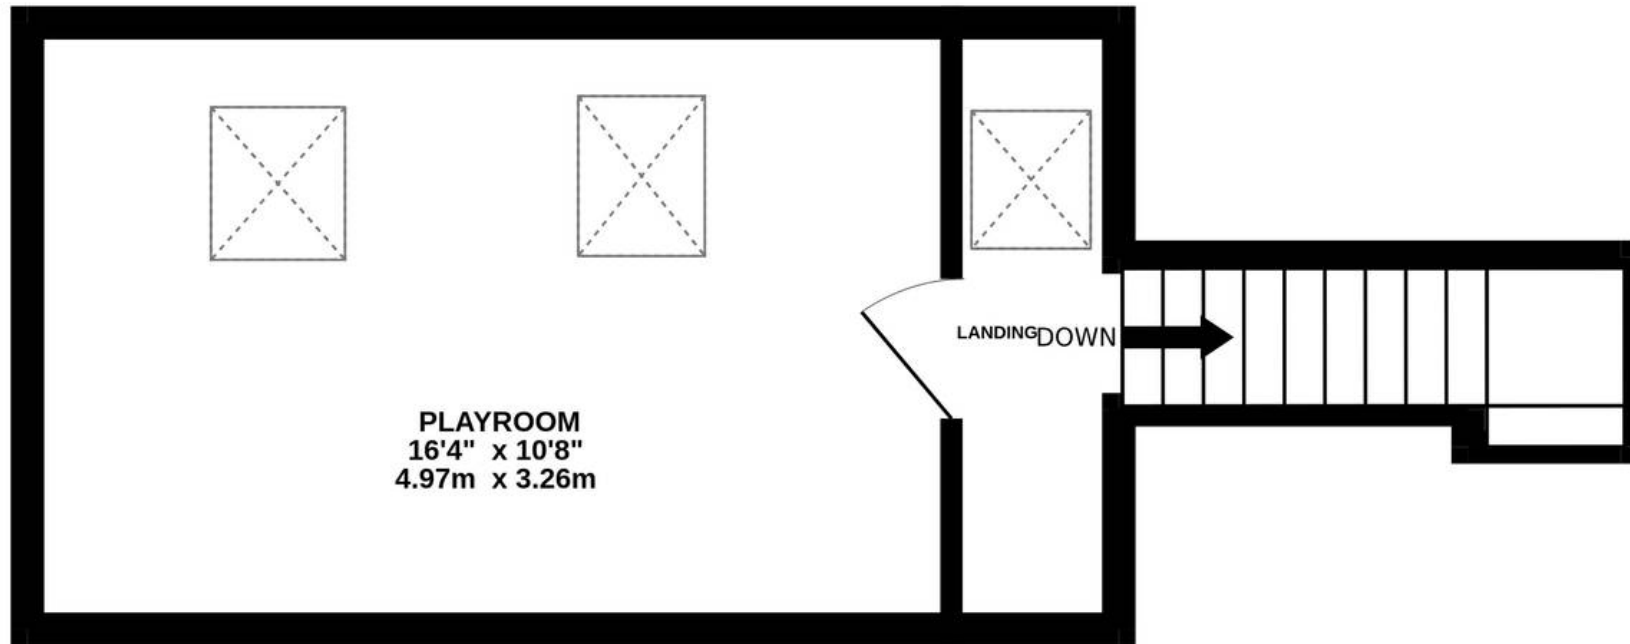 LANDING DOWN
PLAYROOM
16'4" x 10'8"
4.97m x 3.26m